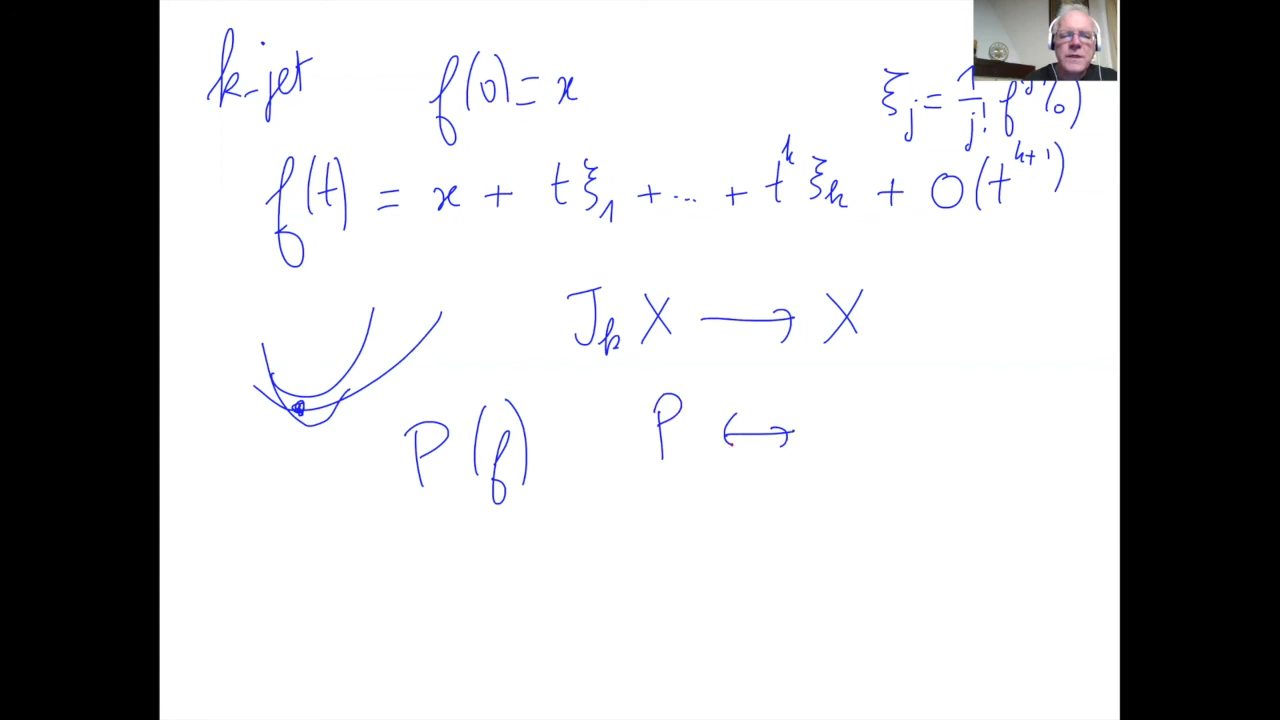 k-jet f(0) = x ξ_j = 1/j! f^(j)(0)
f(t) = x + tξ_1 + ... + t^k ξ_k + O(t^{k+1})
J_k X ⟶ X
P(f) P ⟷